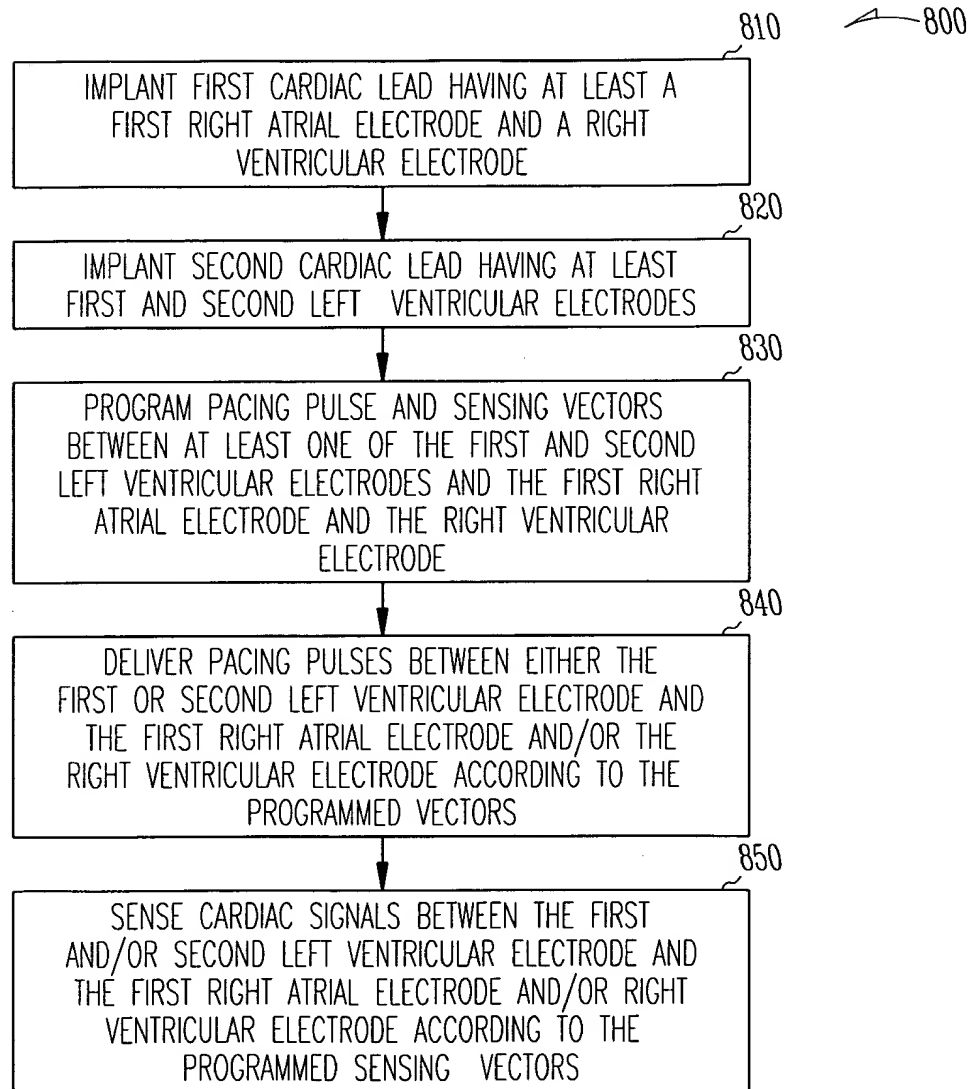 800
810
IMPLANT FIRST CARDIAC LEAD HAVING AT LEAST A
FIRST RIGHT ATRIAL ELECTRODE AND A RIGHT
VENTRICULAR ELECTRODE
820
IMPLANT SECOND CARDIAC LEAD HAVING AT LEAST
FIRST AND SECOND LEFT VENTRICULAR ELECTRODES
830
PROGRAM PACING PULSE AND SENSING VECTORS
BETWEEN AT LEAST ONE OF THE FIRST AND SECOND
LEFT VENTRICULAR ELECTRODES AND THE FIRST RIGHT
ATRIAL ELECTRODE AND THE RIGHT VENTRICULAR
ELECTRODE
840
DELIVER PACING PULSES BETWEEN EITHER THE
FIRST OR SECOND LEFT VENTRICULAR ELECTRODE AND
THE FIRST RIGHT ATRIAL ELECTRODE AND/OR THE
RIGHT VENTRICULAR ELECTRODE ACCORDING TO THE
PROGRAMMED VECTORS
850
SENSE CARDIAC SIGNALS BETWEEN THE FIRST
AND/OR SECOND LEFT VENTRICULAR ELECTRODE AND
THE FIRST RIGHT ATRIAL ELECTRODE AND/OR RIGHT
VENTRICULAR ELECTRODE ACCORDING TO THE
PROGRAMMED SENSING VECTORS